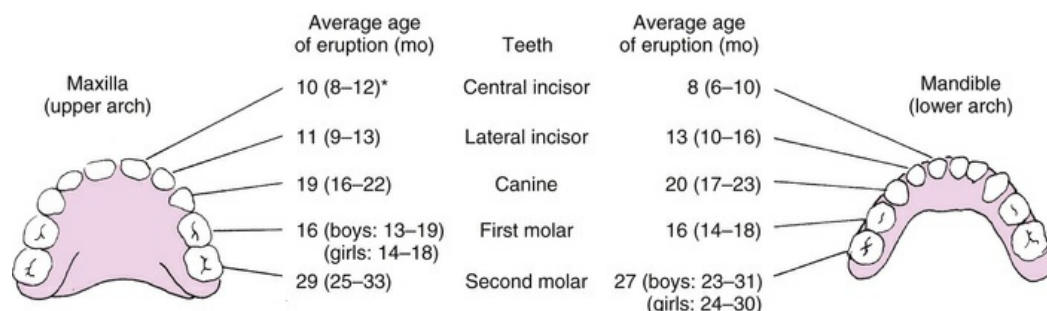 Average age
of eruption (mo)
Teeth
Average age
of eruption (mo)
Maxilla
(upper arch)
Mandible
(lower arch)
10 (8–12)* Central incisor 8 (6–10)
11 (9–13) Lateral incisor 13 (10–16)
19 (16–22) Canine 20 (17–23)
16 (boys: 13–19) First molar 16 (14–18)
(girls: 14–18)
29 (25–33) Second molar 27 (boys: 23–31)
(girls: 24–30)